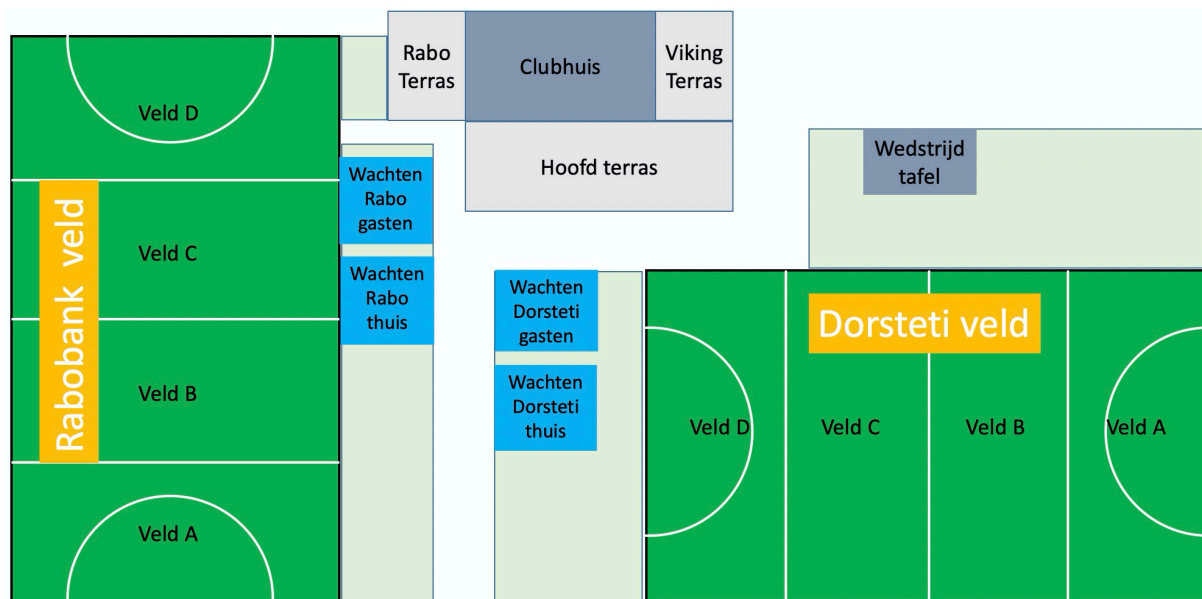 Rabo
Terras
Clubhuis
Viking
Terras
Hoofd terras
Wedstrijd
tafel
Veld D
Veld C
Veld B
Veld A
Rabobank veld
Wachten
Rabo
gasten
Wachten
Rabo
thuis
Wachten
Dorsteti
gasten
Wachten
Dorsteti
thuis
Dorsteti veld
Veld D
Veld C
Veld B
Veld A